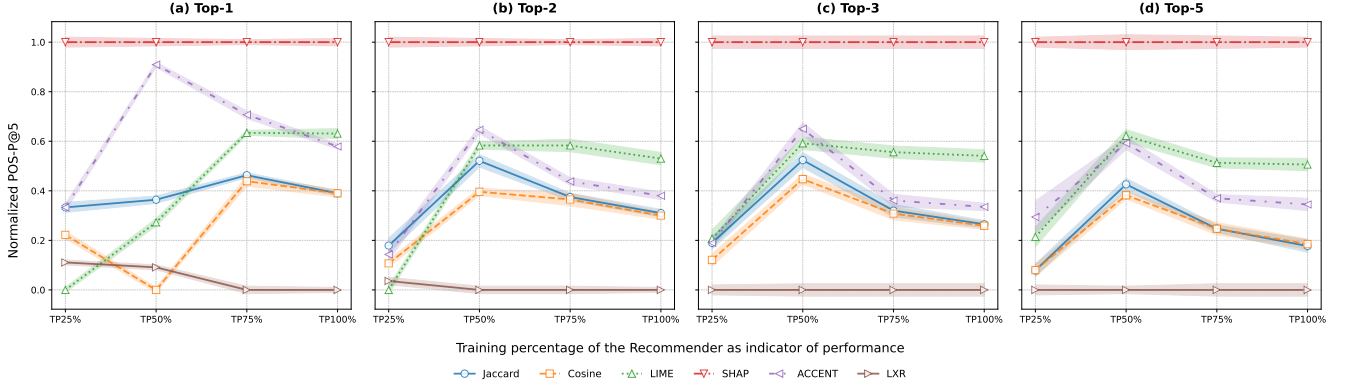 (a) Top-1
(b) Top-2
(c) Top-3
(d) Top-5
Normalized POS-P@5
1.0
0.8
0.6
0.4
0.2
0.0
TP25% TP50% TP75% TP100%
TP25% TP50% TP75% TP100%
TP25% TP50% TP75% TP100%
TP25% TP50% TP75% TP100%
Training percentage of the Recommender as indicator of performance
Jaccard Cosine LIME SHAP ACCENT LXR